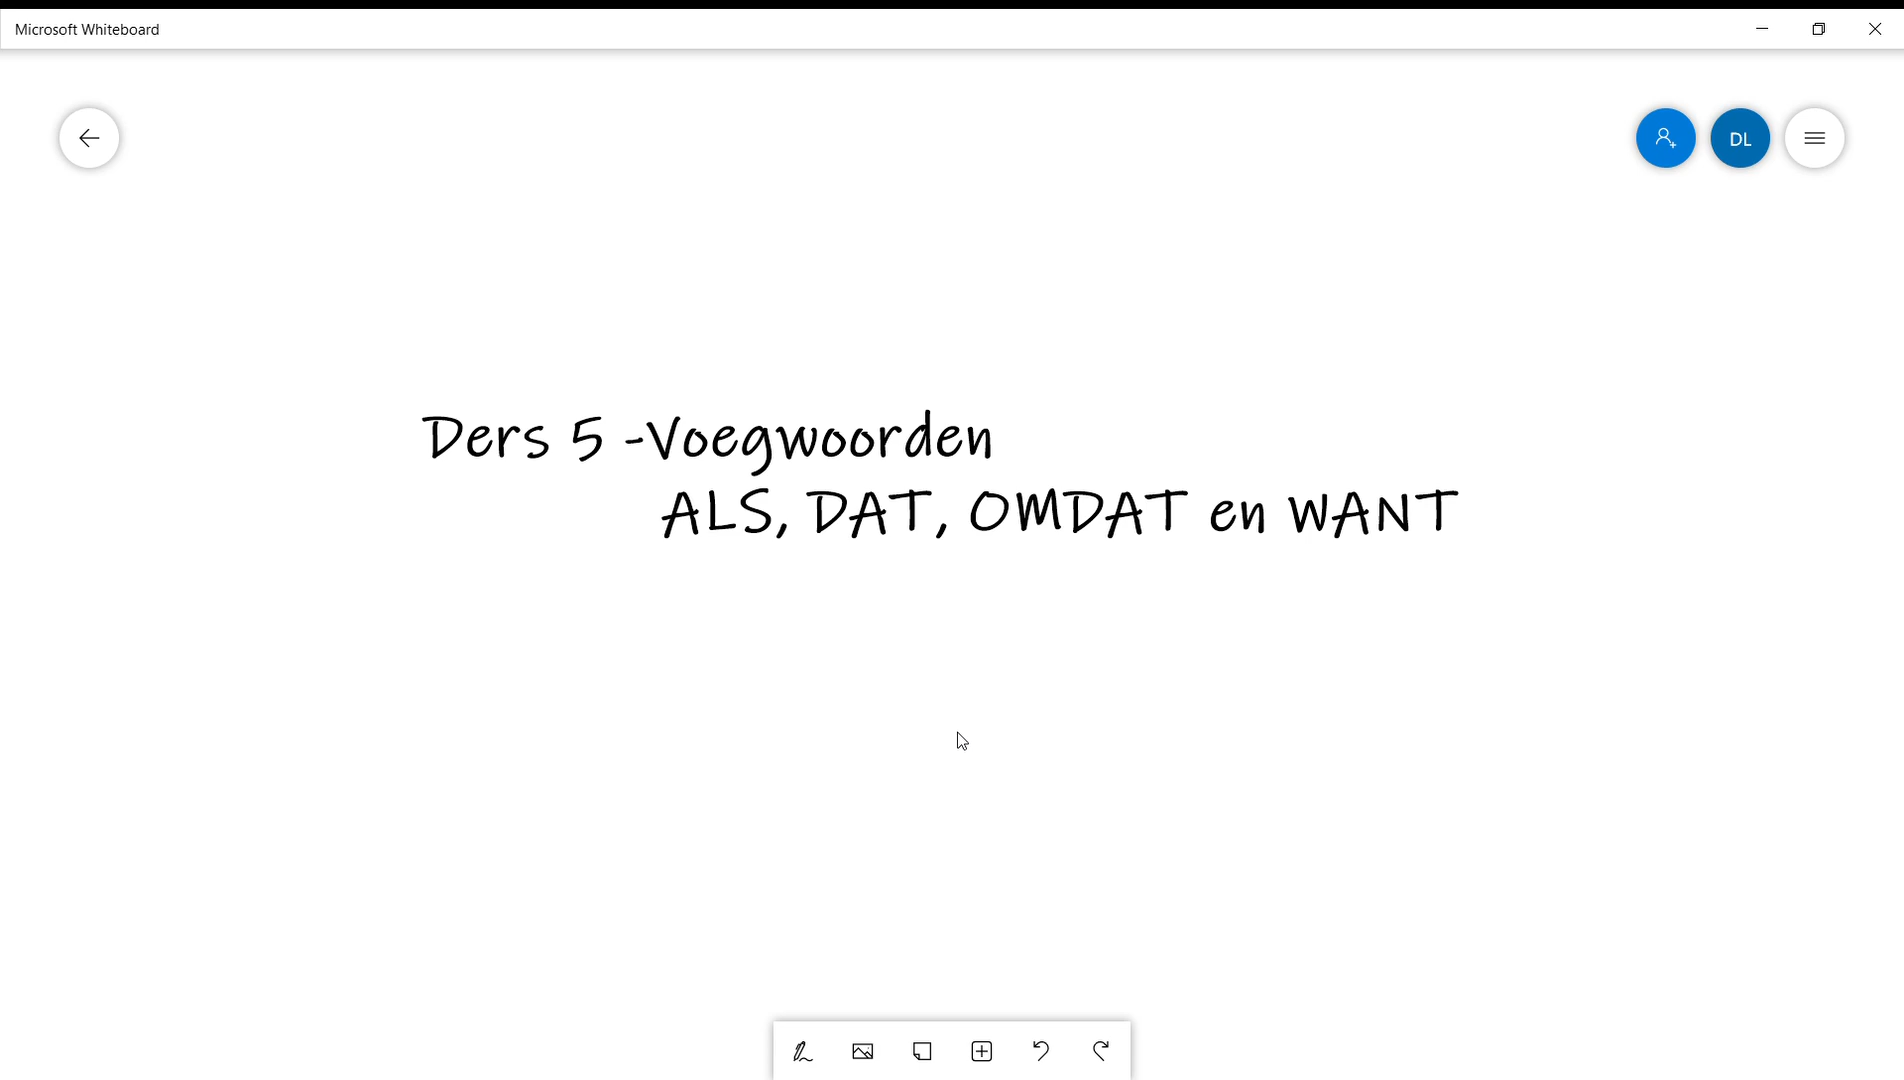 Microsoft Whiteboard
DL
Ders 5 -Voegwoorden
ALS, DAT, OMDAT en WANT